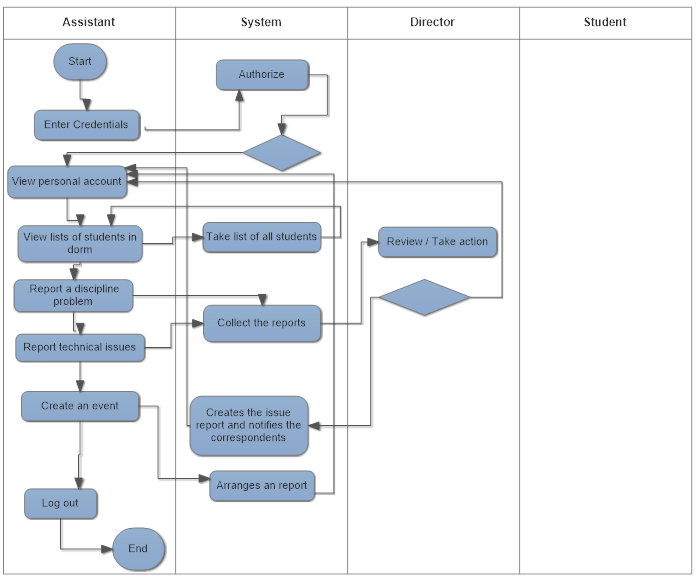 Assistant
System
Director
Student
Start
Authorize
Enter Credentials
View personal account
View lists of students in
dorm
Take list of all students
Review / Take action
Report a discipline
problem
Collect the reports
Report technical issues
Create an event
Creates the issue
report and notifies the
correspondents
Arranges an report
Log out
End